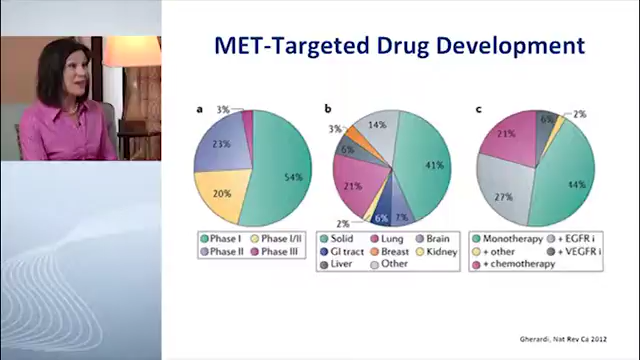 MET-Targeted Drug Development
a
3%
23%
54%
20%
Phase I
Phase I/II
Phase II
Phase III
b
14%
3%
6%
41%
21%
2%
6%
7%
Solid
Lung
Brain
GI tract
Breast
Kidney
Liver
Other
c
6%
2%
21%
44%
27%
Monotherapy
+ EGFR i
+ other
+ VEGFR i
+ chemotherapy
Gherardi, Nat Rev Ca 2012